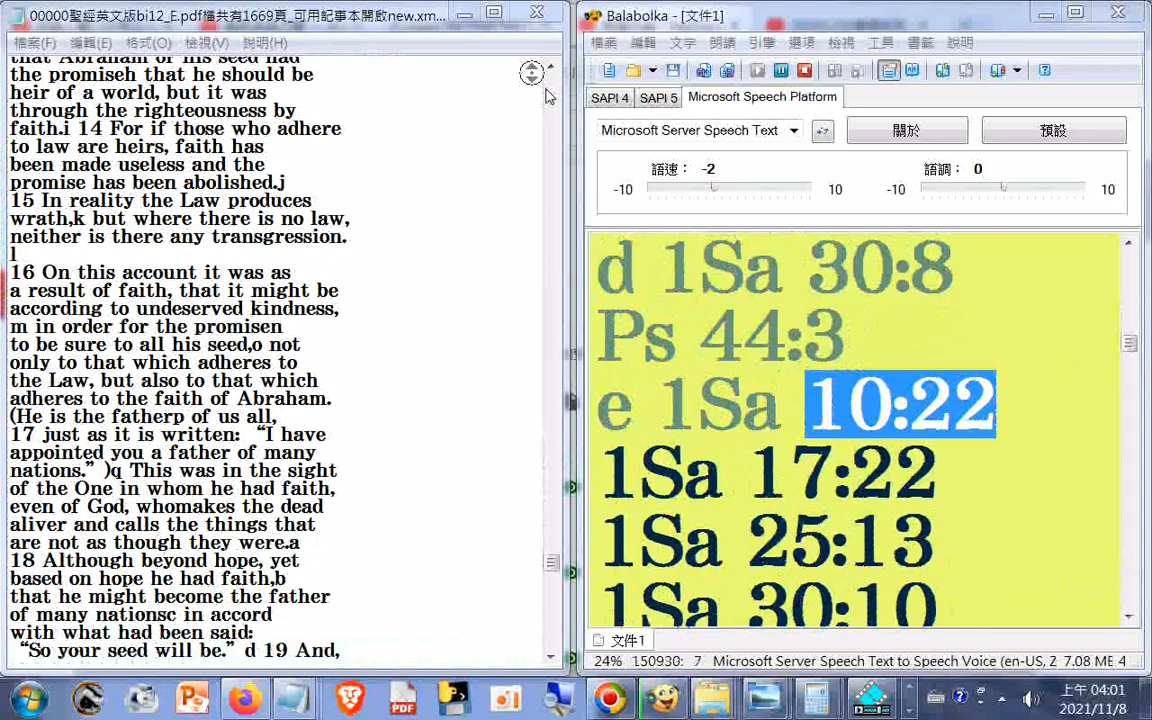 00000聖經英文版bi12_E.pdf檔共有1669頁_可用記事本開啟new.xm...
檔案(F) 編輯(E) 格式(O) 檢視(V) 說明(H)
that Abraham or his seed had
the promiseh that he should be
heir of a world, but it was
through the righteousness by
faith.i 14 For if those who adhere
to law are heirs, faith has
been made useless and the
promise has been abolished.j
15 In reality the Law produces
wrath,k but where there is no law,
neither is there any transgression.
l
16 On this account it was as
a result of faith, that it might be
according to undeserved kindness,
m in order for the promisen
to be sure to all his seed,o not
only to that which adheres to
the Law, but also to that which
adheres to the faith of Abraham.
(He is the fatherp of us all,
17 just as it is written: “I have
appointed you a father of many
nations.” )q This was in the sight
of the One in whom he had faith,
even of God, whomakes the dead
aliver and calls the things that
are not as though they were.a
18 Although beyond hope, yet
based on hope he had faith,b
that he might become the father
of many nationsc in accord
with what had been said:
“So your seed will be.” d 19 And,
Balabolka - [文件1]
檔案 編輯 文字 朗讀 引擎 選項 檢視 工具 書籤 說明
SAPI 4 SAPI 5 Microsoft Speech Platform
Microsoft Server Speech Text 關於 預設
語速: -2 語調: 0
-10 10 -10 10
d 1Sa 30:8
Ps 44:3
e 1Sa 10:22
1Sa 17:22
1Sa 25:13
1Sa 30:10
文件1
24% 150930: 7 Microsoft Server Speech Text to Speech Voice (en-US, 2 7.08 ME 4
上午 04:01
2021/11/8